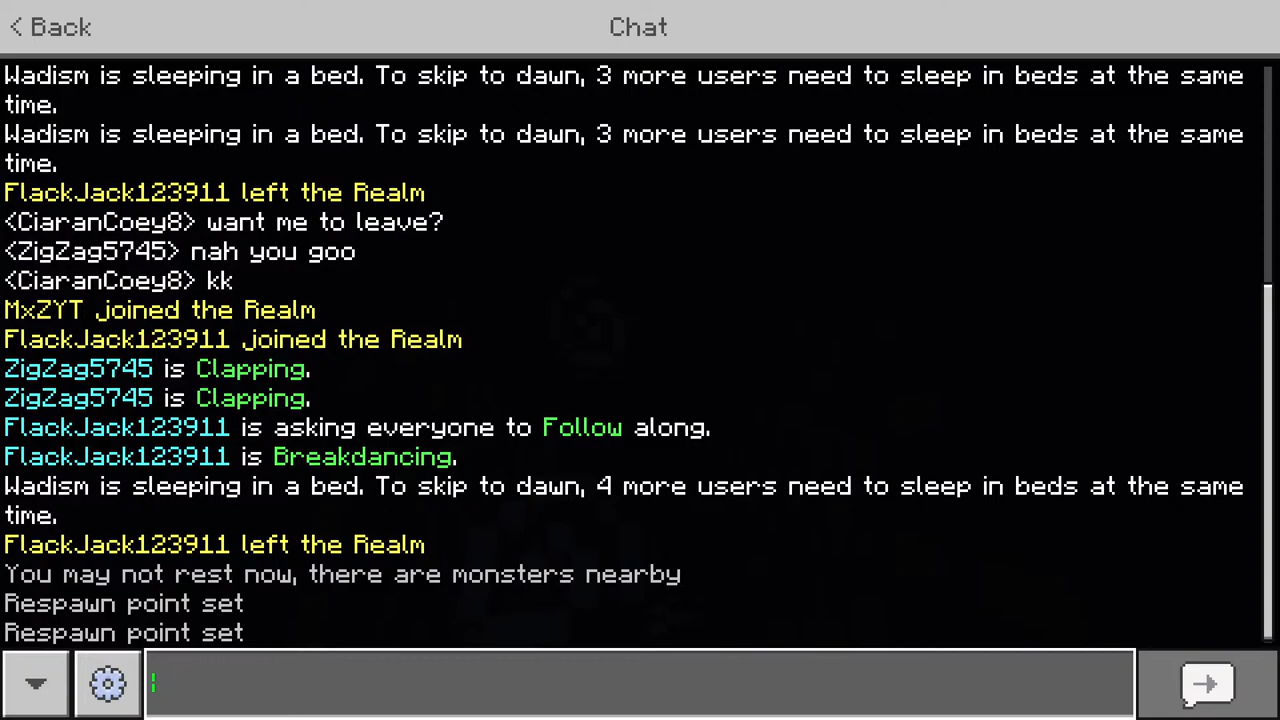 < Back
Chat
Wadism is sleeping in a bed. To skip to dawn, 3 more users need to sleep in beds at the same
time.
Wadism is sleeping in a bed. To skip to dawn, 3 more users need to sleep in beds at the same
time.
FlackJack123911 left the Realm
<CiaranCoey8> want me to leave?
<ZigZag5745> nah you goo
<CiaranCoey8> kk
MxZYT joined the Realm
FlackJack123911 joined the Realm
ZigZag5745 is Clapping.
ZigZag5745 is Clapping.
FlackJack123911 is asking everyone to Follow along.
FlackJack123911 is Breakdancing.
Wadism is sleeping in a bed. To skip to dawn, 4 more users need to sleep in beds at the same
time.
FlackJack123911 left the Realm
You may not rest now, there are monsters nearby
Respawn point set
Respawn point set